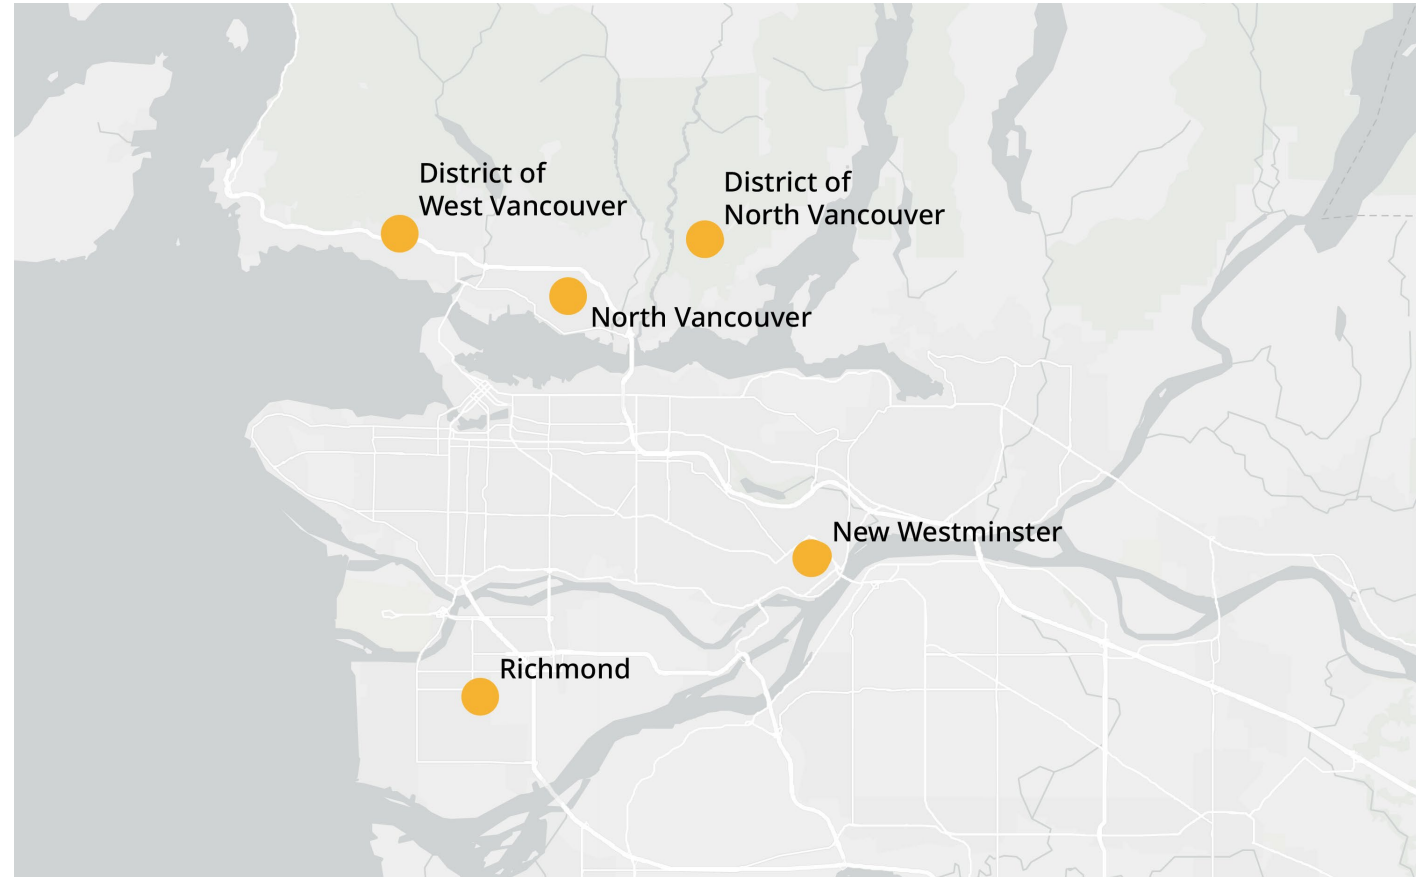 District of
West Vancouver
District of
North Vancouver
North Vancouver
New Westminster
Richmond